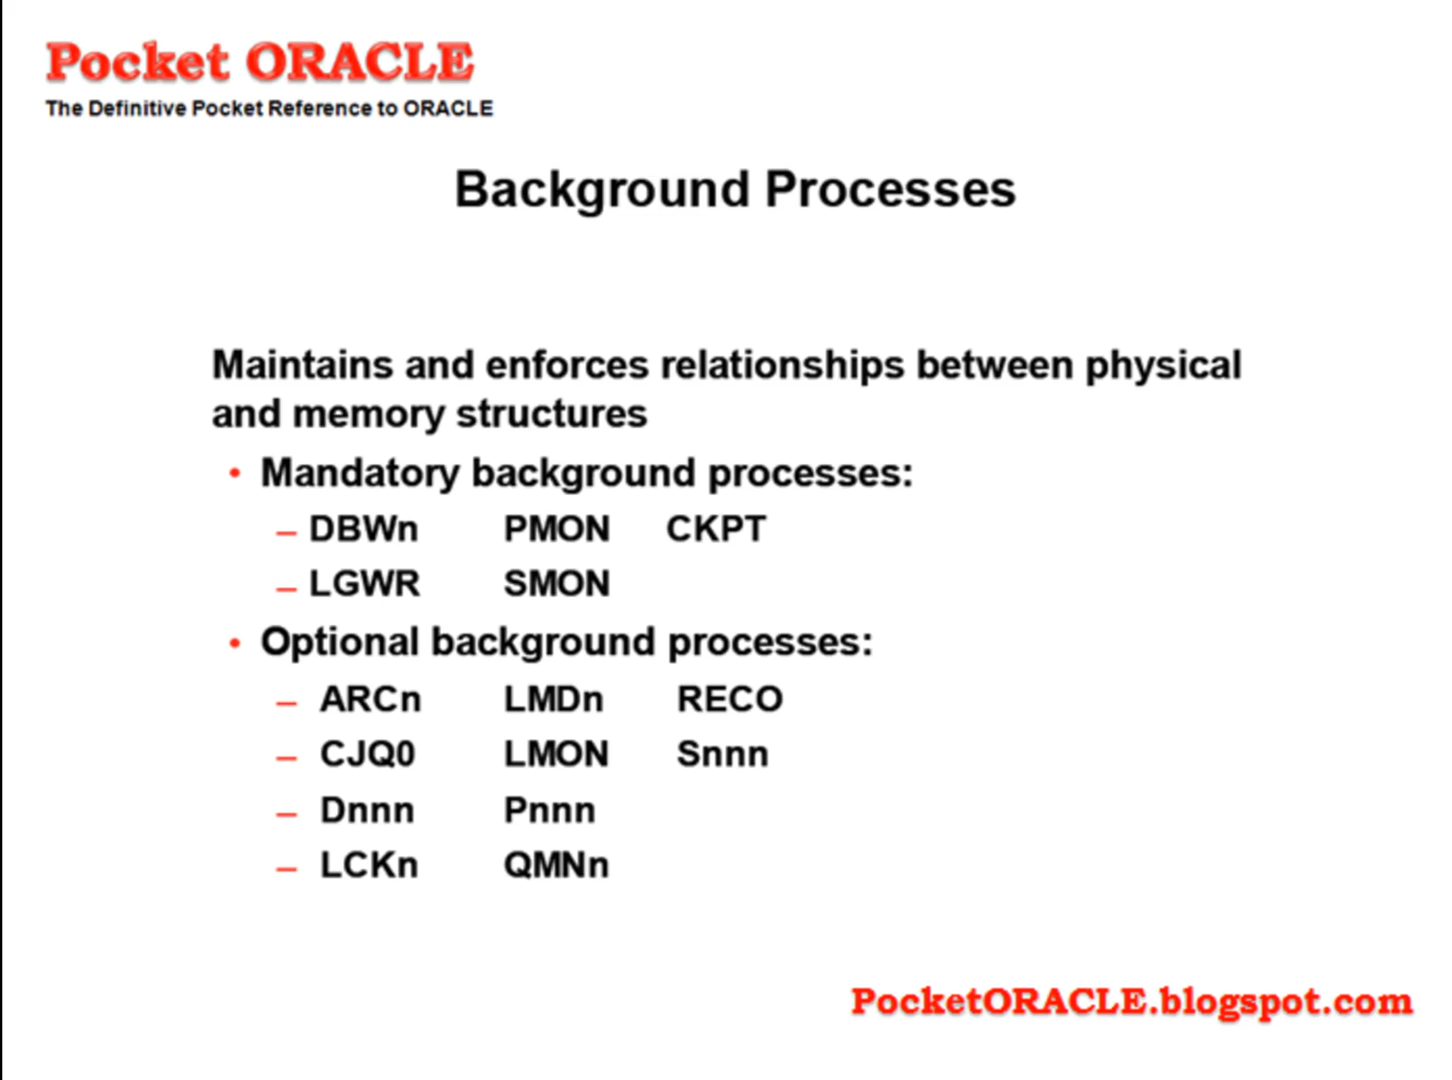 Pocket ORACLE
The Definitive Pocket Reference to ORACLE
Background Processes
Maintains and enforces relationships between physical
and memory structures
• Mandatory background processes:
– DBWn PMON CKPT
– LGWR SMON
• Optional background processes:
– ARCn LMDn RECO
– CJQ0 LMON Snnn
– Dnnn Pnnn
– LCKn QMNn
PocketORACLE.blogspot.com